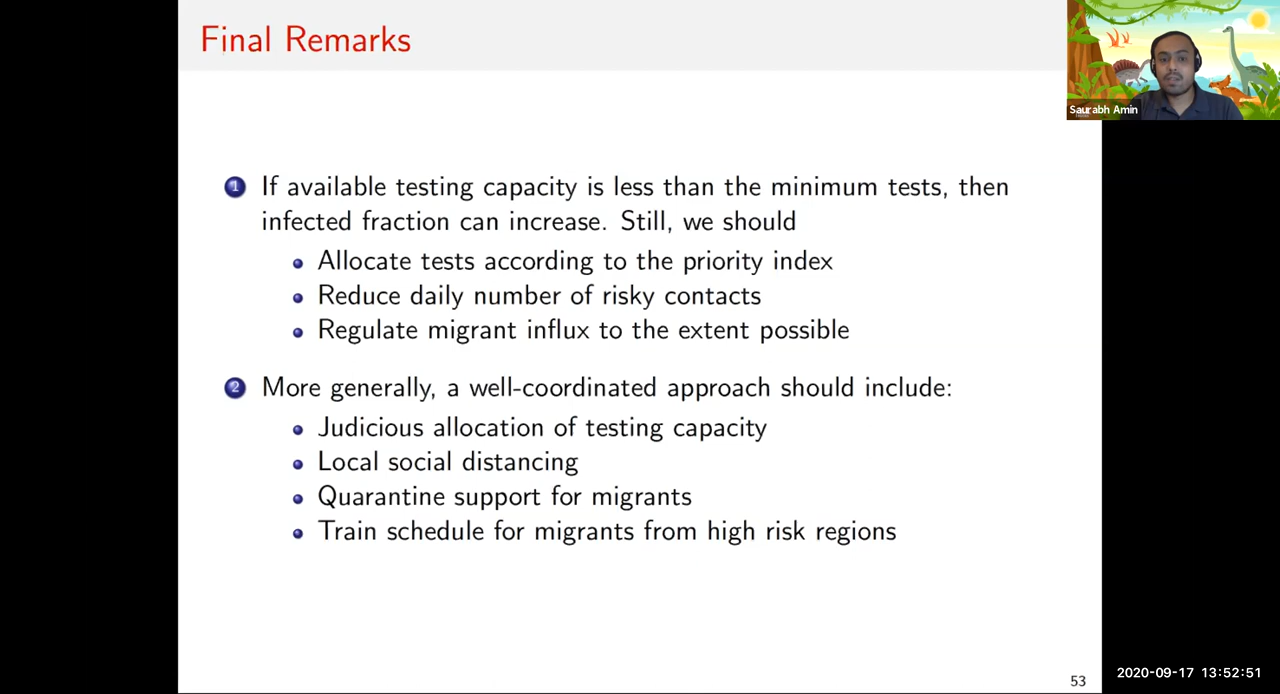 Final Remarks
Saurabh Amin
1 If available testing capacity is less than the minimum tests, then
infected fraction can increase. Still, we should
Allocate tests according to the priority index
Reduce daily number of risky contacts
Regulate migrant influx to the extent possible
2 More generally, a well-coordinated approach should include:
Judicious allocation of testing capacity
Local social distancing
Quarantine support for migrants
Train schedule for migrants from high risk regions
53
2020-09-17 13:52:51